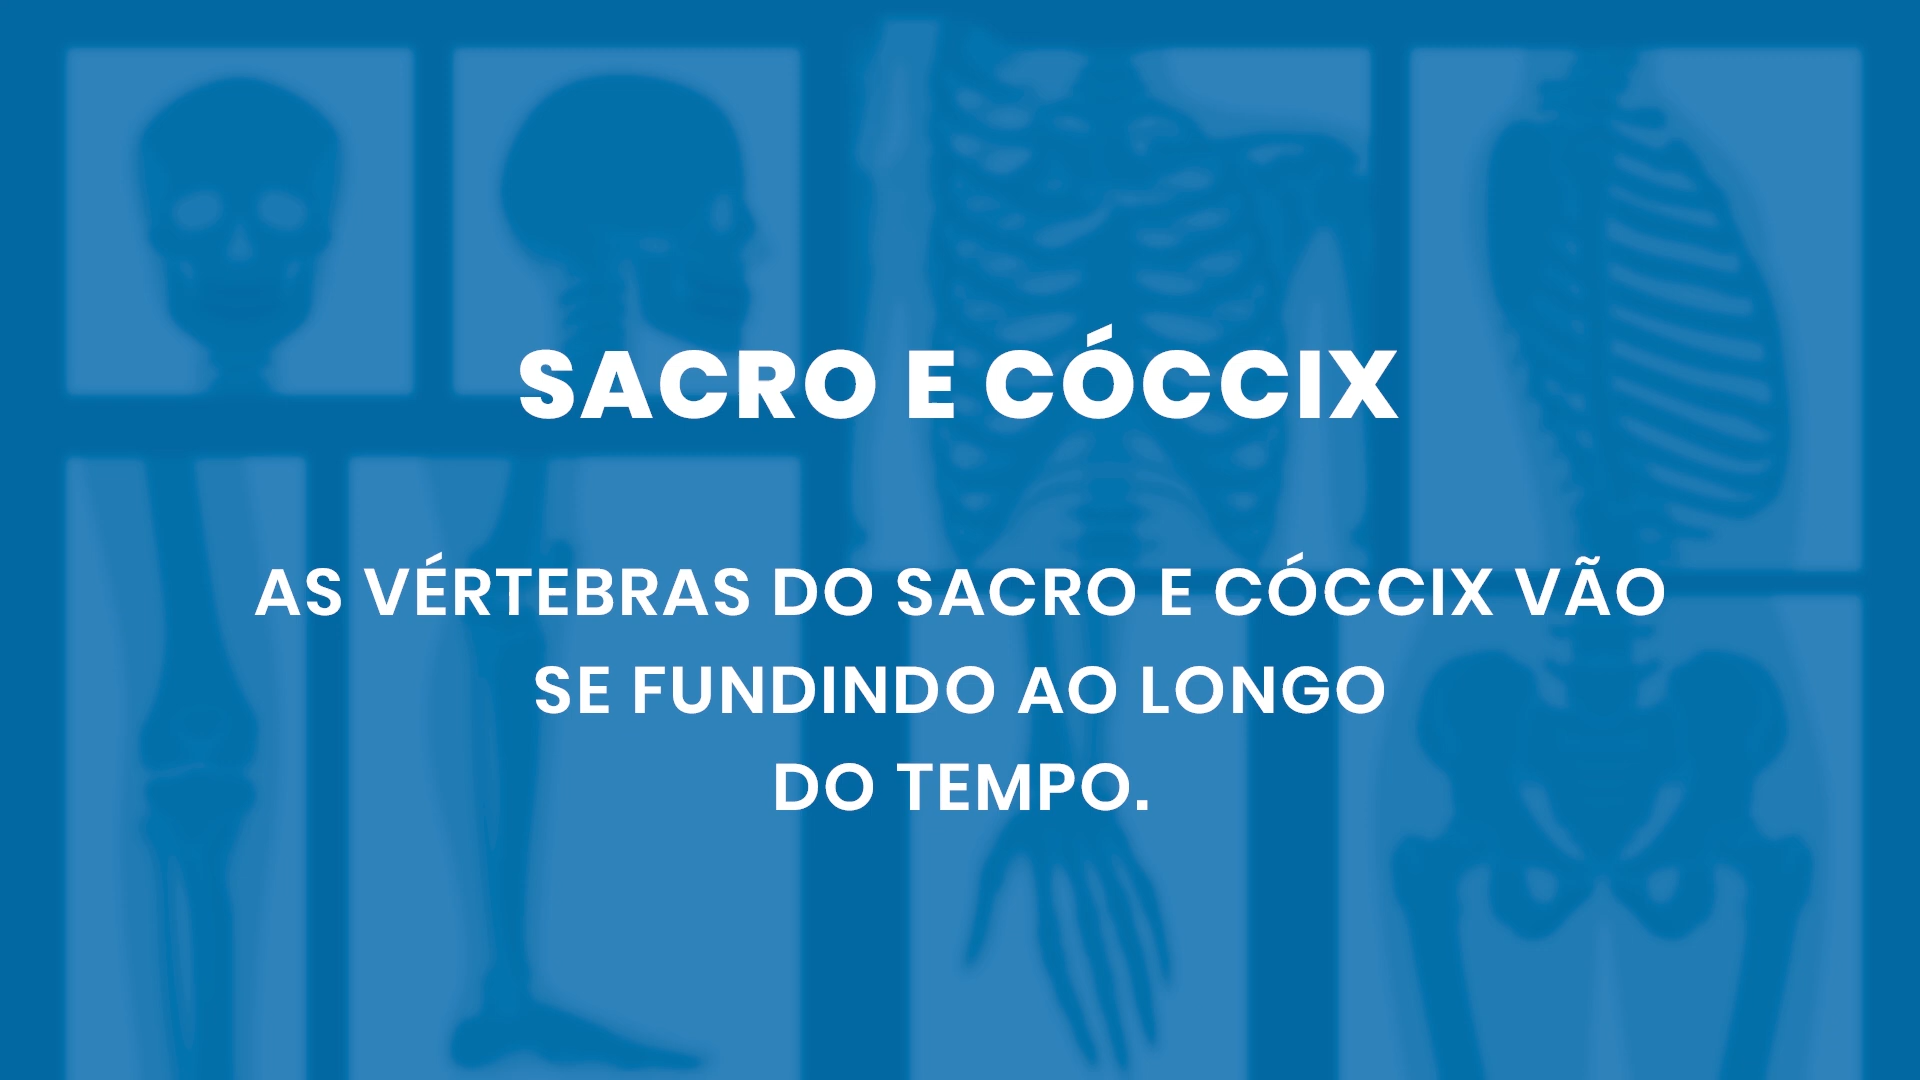 SACRO E CÓCCIX
AS VÉRTEBRAS DO SACRO E CÓCCIX VÃO
SE FUNDINDO AO LONGO
DO TEMPO.